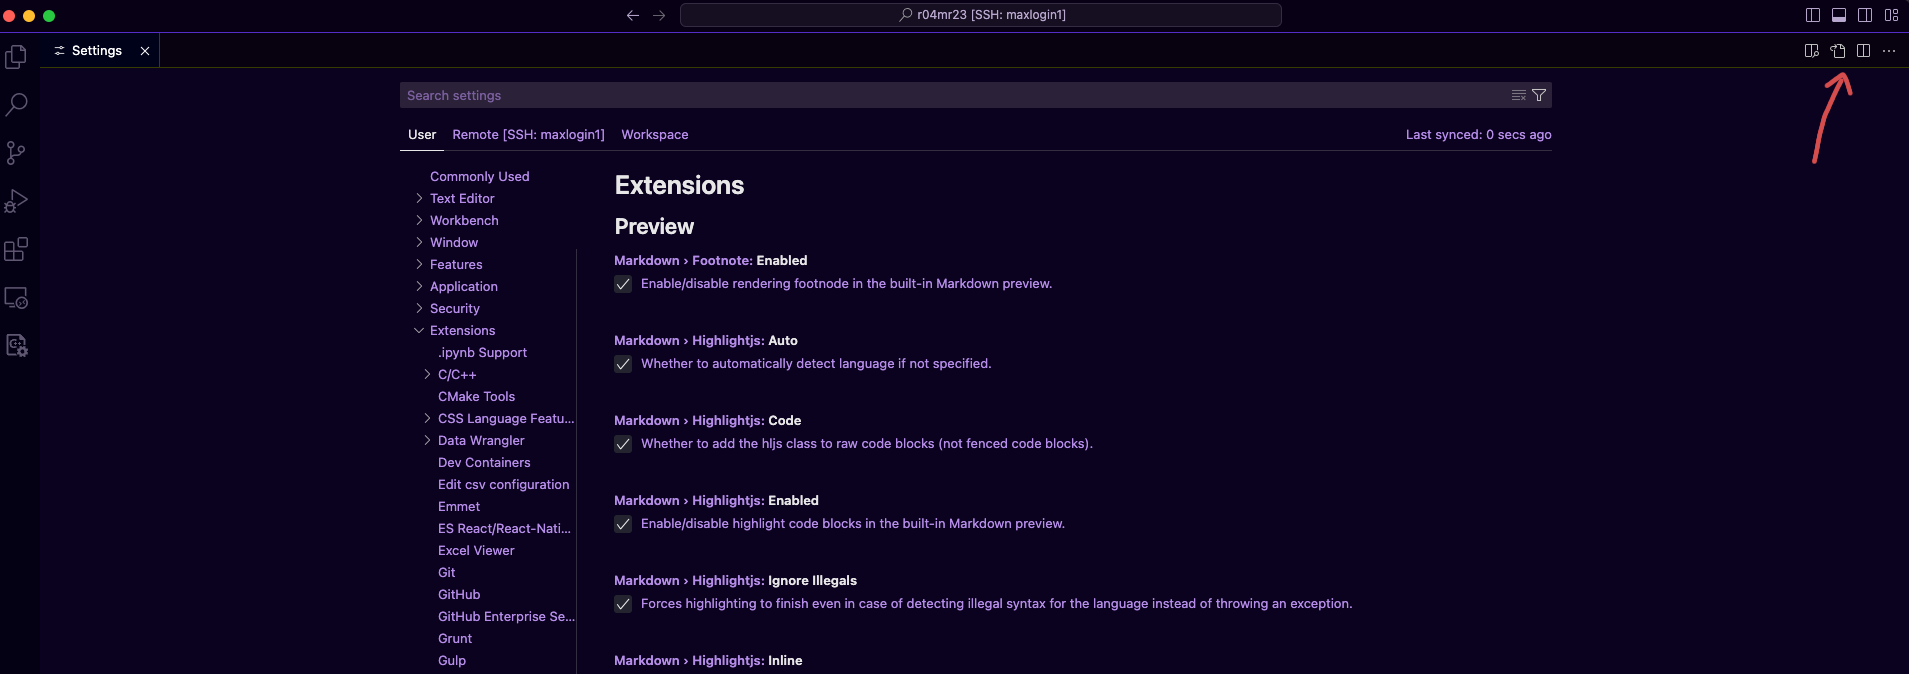 r04mr23 [SSH: maxlogin1]
Settings
Search settings
User Remote [SSH: maxlogin1] Workspace Last synced: 0 secs ago
Commonly Used
Text Editor
Workbench
Window
Features
Application
Security
Extensions
.ipynb Support
C/C++
CMake Tools
CSS Language Featu...
Data Wrangler
Dev Containers
Edit csv configuration
Emmet
ES React/React-Nati...
Excel Viewer
Git
GitHub
GitHub Enterprise Se...
Grunt
Gulp
Extensions
Preview
Markdown › Footnote: Enabled
Enable/disable rendering footnode in the built-in Markdown preview.
Markdown › Highlightjs: Auto
Whether to automatically detect language if not specified.
Markdown › Highlightjs: Code
Whether to add the hljs class to raw code blocks (not fenced code blocks).
Markdown › Highlightjs: Enabled
Enable/disable highlight code blocks in the built-in Markdown preview.
Markdown › Highlightjs: Ignore Illegals
Forces highlighting to finish even in case of detecting illegal syntax for the language instead of throwing an exception.
Markdown › Highlightjs: Inline